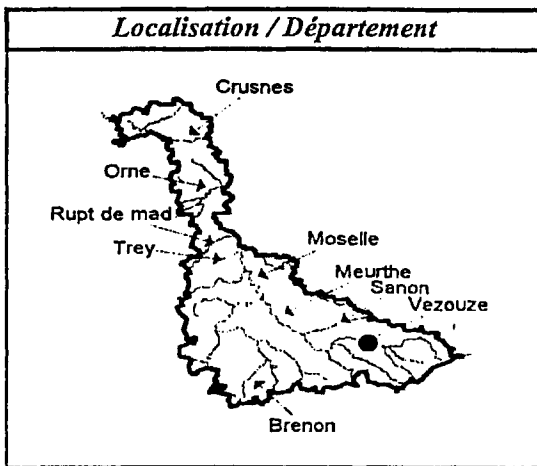 Localisation / Département
Crusnes
Orne
Rupt de mad
Trey
Moselle
Meurthe
Sanon
Vezouze
Brenon